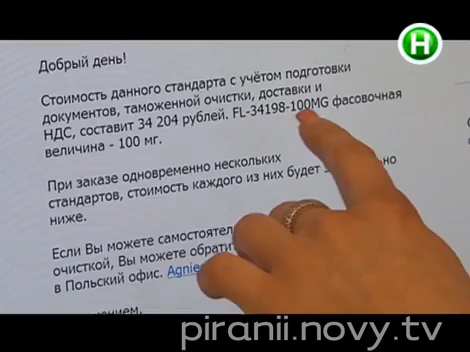 Н
Добрый день!
Стоимость данного стандарта с учётом подготовки
документов, таможенной очистки, доставки и
НДС, составит 34 204 рублей. FL-34198-100MG фасовочная
величина - 100 мг.
При заказе одновременно нескольких
стандартов, стоимость каждого из них будет
ниже.
Если Вы можете
очисткой, Вы можете
в Польский офис.
piranii.novy.tv